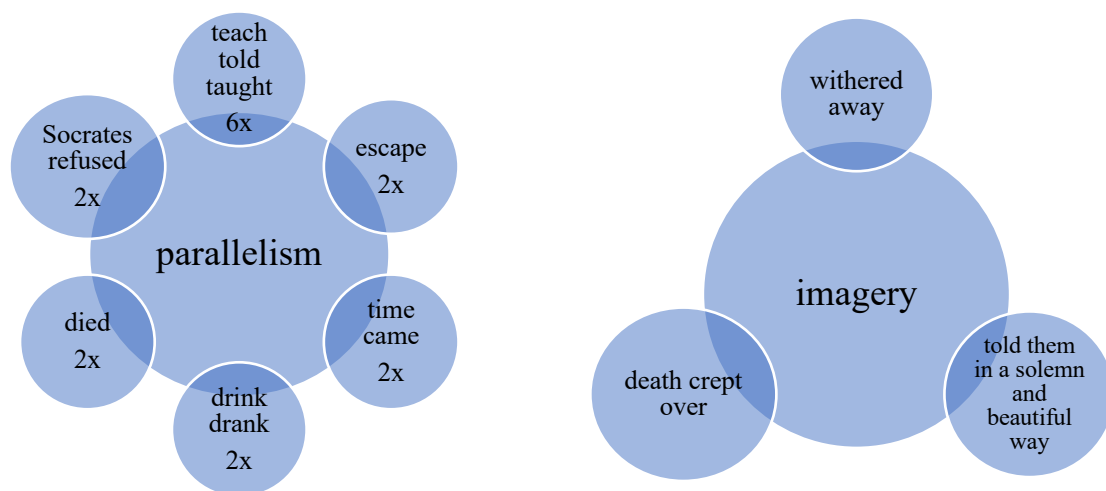 teach
told
taught
6x
Socrates
refused
2x
escape
2x
parallelism
died
2x
time
came
2x
drink
drank
2x
withered
away
imagery
death crept
over
told them
in a solemn
and
beautiful
way